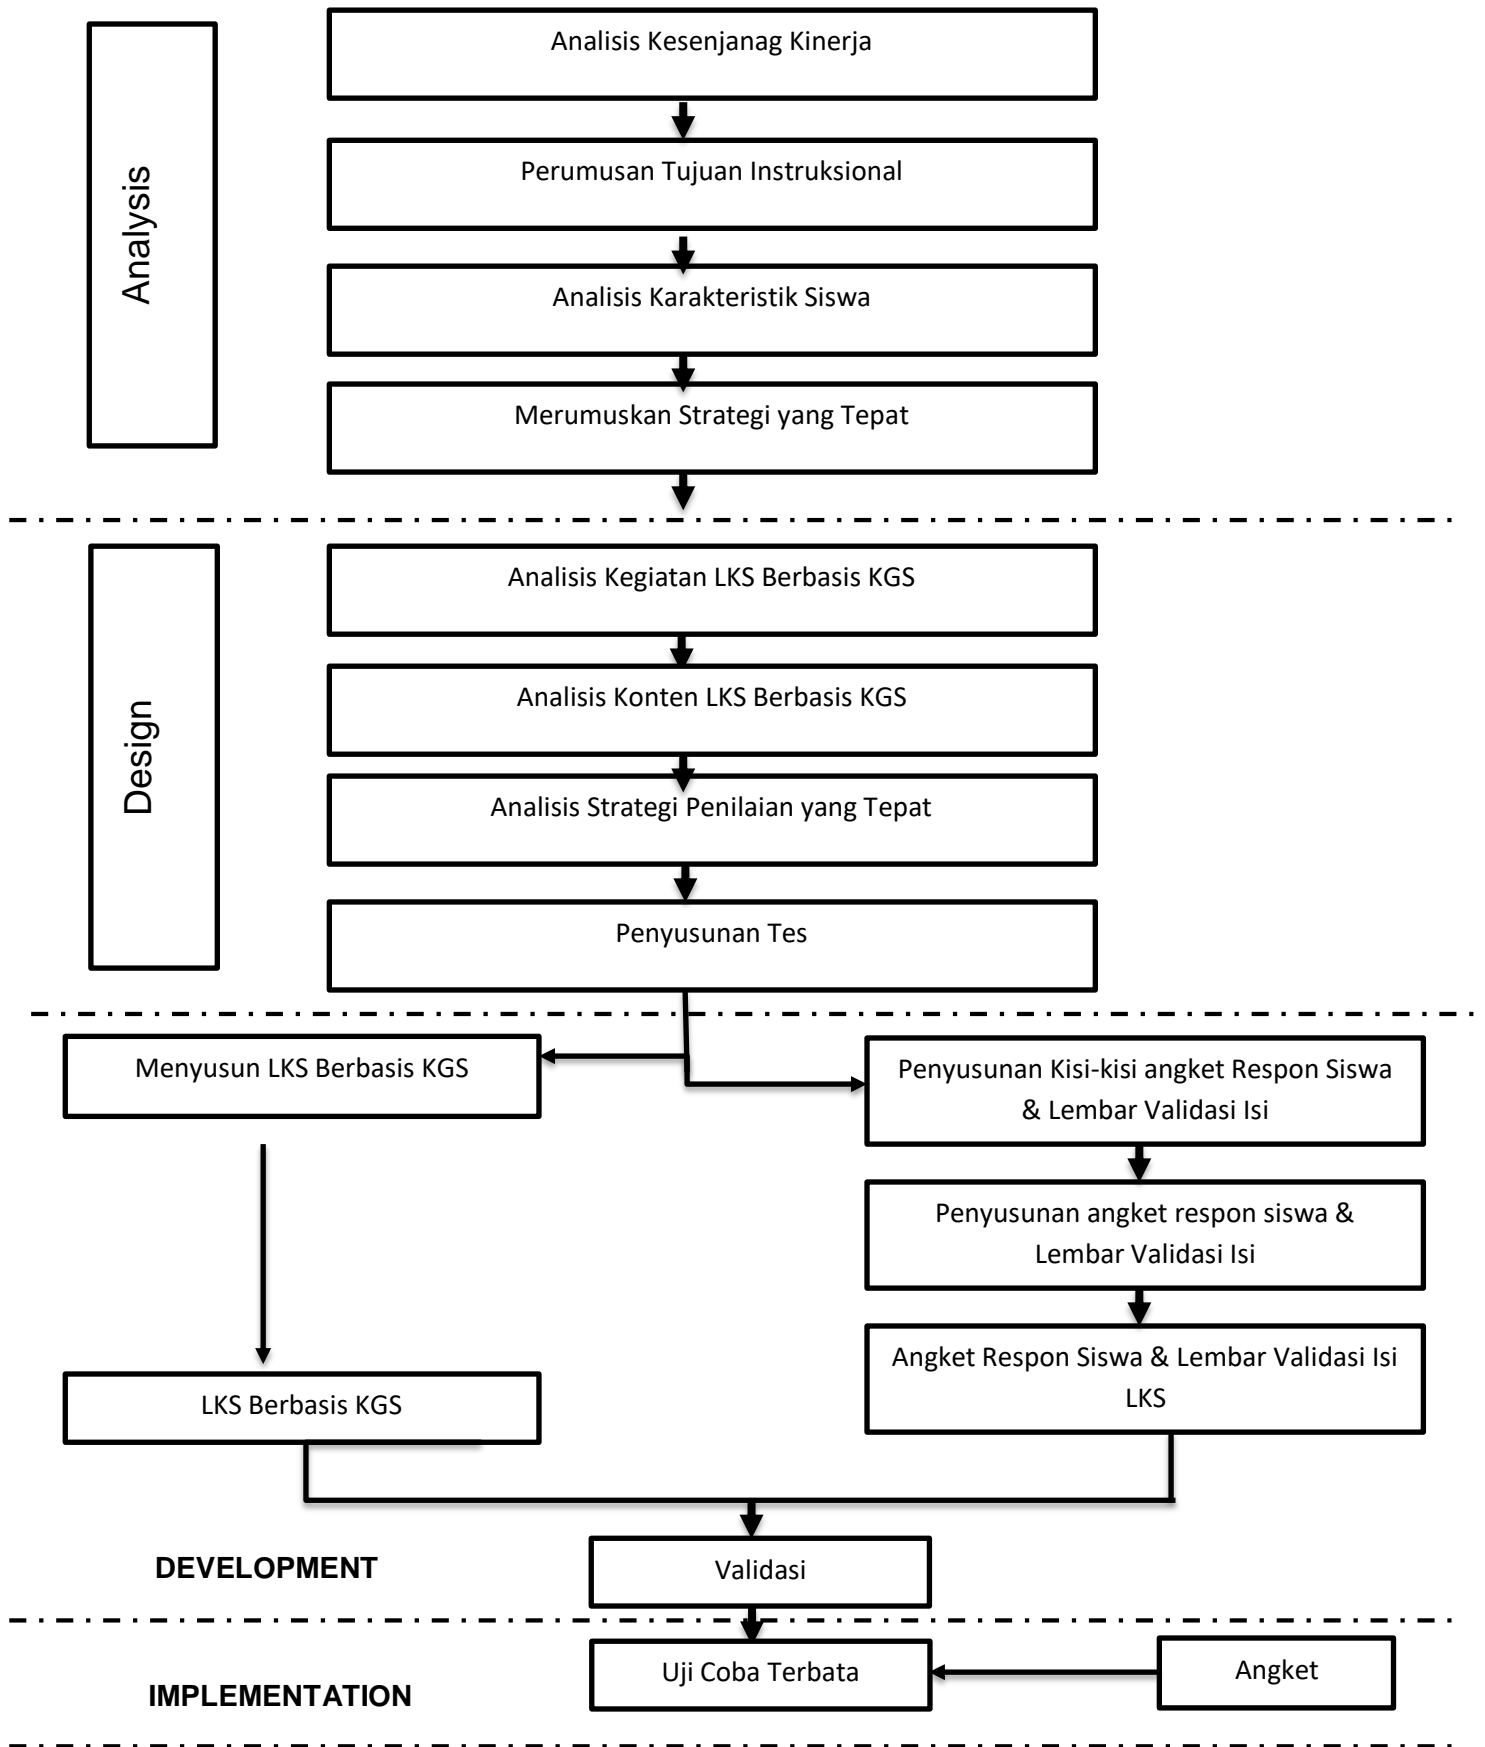 Analysis
Analisis Kesenjanag Kinerja
Perumusan Tujuan Instruksional
Analisis Karakteristik Siswa
Merumuskan Strategi yang Tepat
Design
Analisis Kegiatan LKS Berbasis KGS
Analisis Konten LKS Berbasis KGS
Analisis Strategi Penilaian yang Tepat
Penyusunan Tes
Menyusun LKS Berbasis KGS
Penyusunan Kisi-kisi angket Respon Siswa
& Lembar Validasi Isi
Penyusunan angket respon siswa &
Lembar Validasi Isi
Angket Respon Siswa & Lembar Validasi Isi
LKS
LKS Berbasis KGS
DEVELOPMENT
Validasi
Uji Coba Terbata
Angket
IMPLEMENTATION